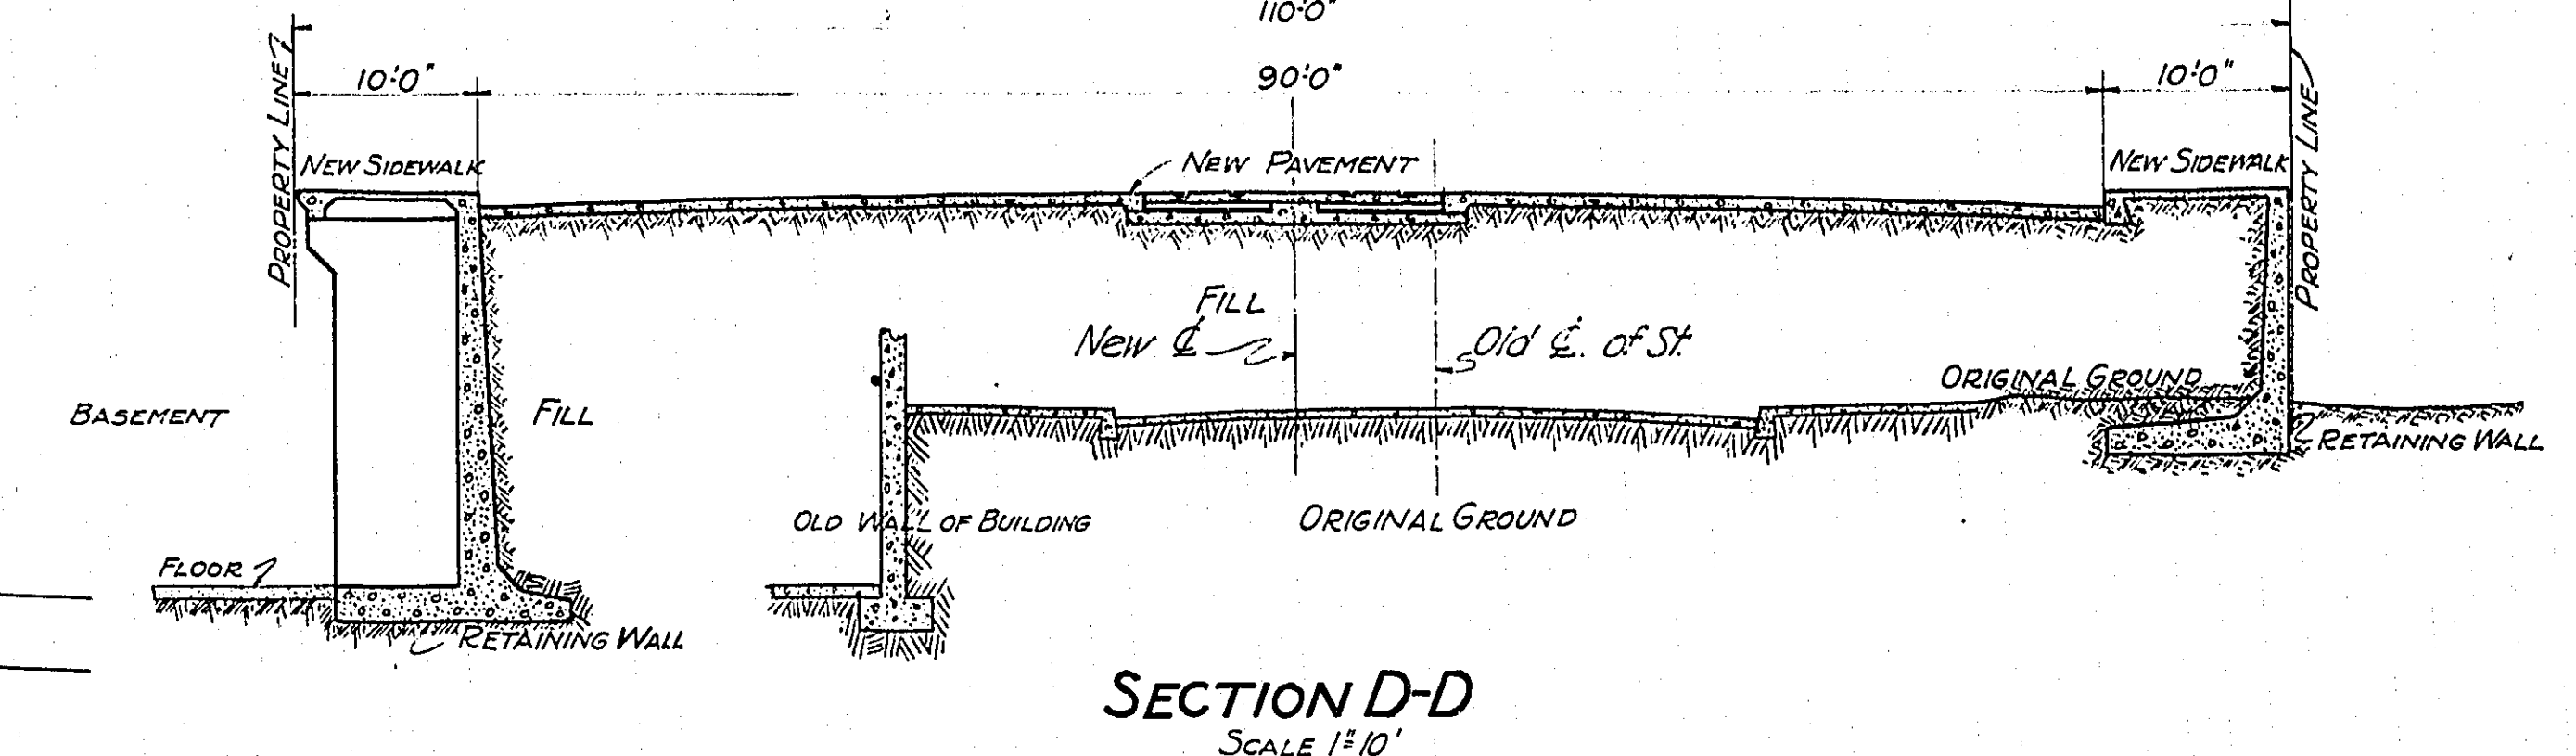 110'-0"
10'-0"
90'-0"
10'-0"
PROPERTY LINE
PROPERTY LINE
NEW SIDEWALK
NEW PAVEMENT
NEW SIDEWALK
FILL
New ℄
Old ℄. of St.
ORIGINAL GROUND
BASEMENT
FILL
RETAINING WALL
OLD WALL OF BUILDING
ORIGINAL GROUND
FLOOR
RETAINING WALL
SECTION D-D
SCALE 1"=10'